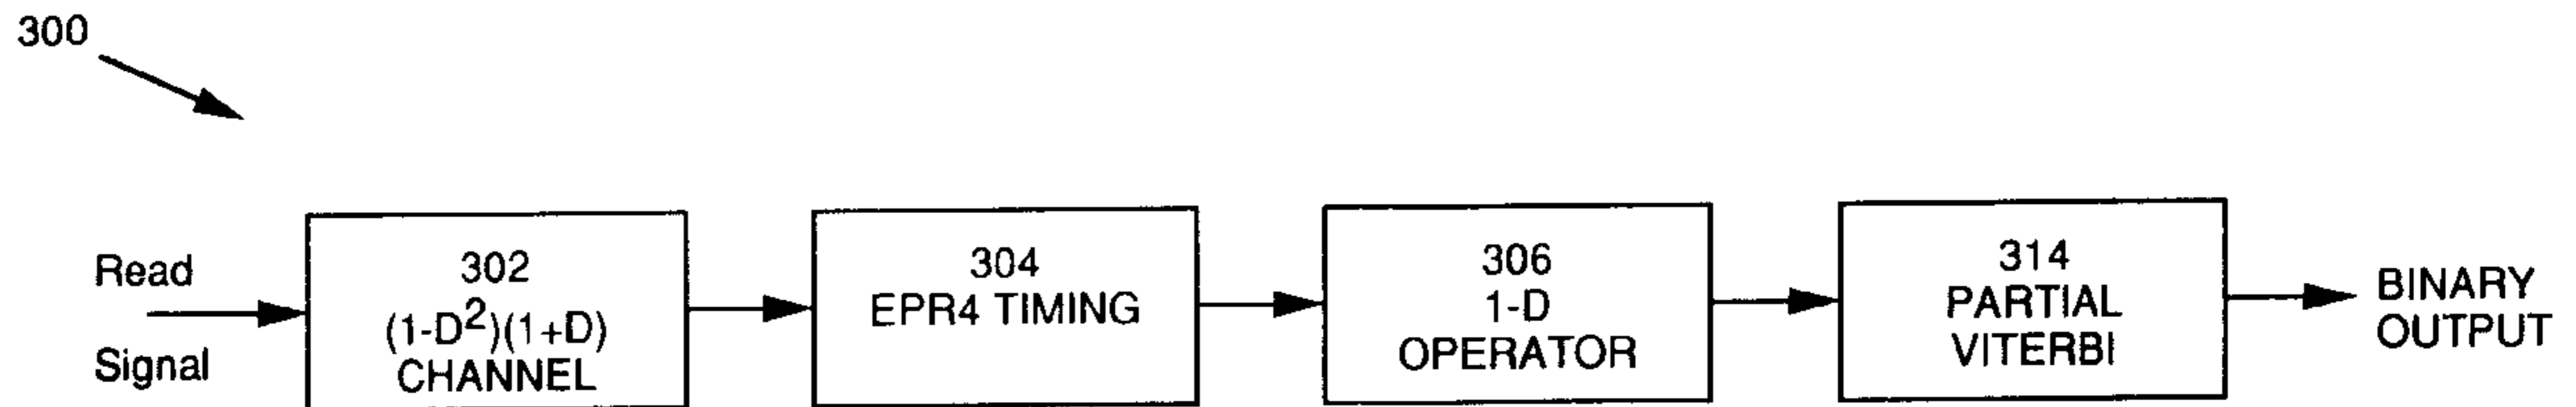 300
Read
Signal
302
(1-D²)(1+D)
CHANNEL
304
EPR4 TIMING
306
1-D
OPERATOR
314
PARTIAL
VITERBI
BINARY
OUTPUT